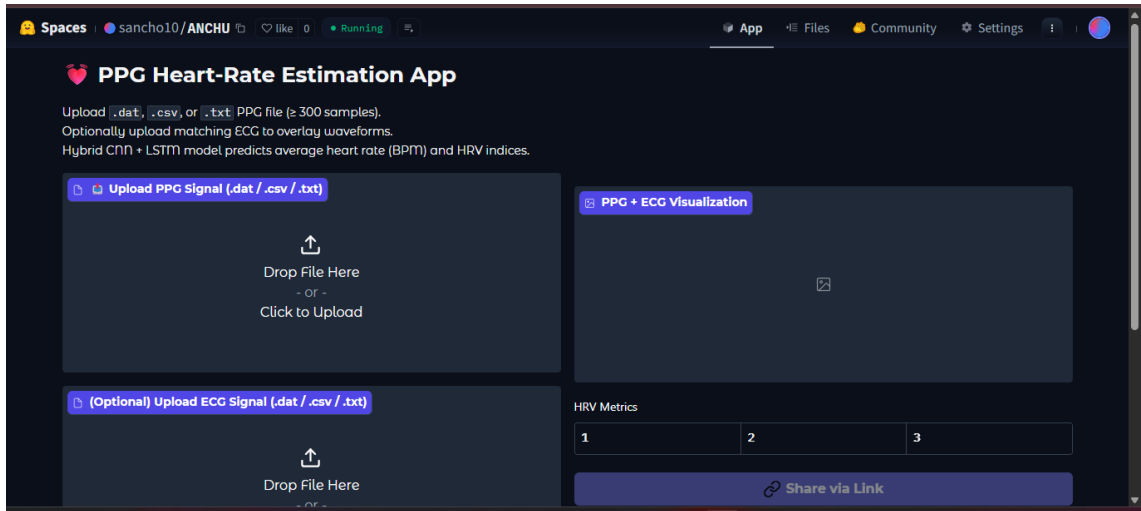 Spaces sancho10/ANCHU like 0 Running App Files Community Settings
PPG Heart-Rate Estimation App
Upload .dat, .csv, or .txt PPG file (≥ 300 samples).
Optionally upload matching ECG to overlay waveforms.
Hybrid CNN + LSTM model predicts average heart rate (BPM) and HRV indices.
Upload PPG Signal (.dat / .csv / .txt)
Drop File Here
- or -
Click to Upload
(Optional) Upload ECG Signal (.dat / .csv / .txt)
Drop File Here
- or -
PPG + ECG Visualization
HRV Metrics
1 2 3
Share via Link